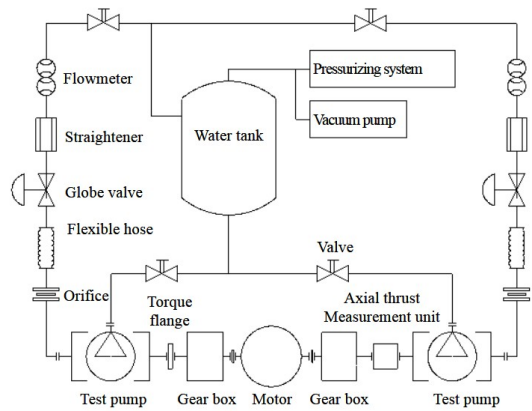 Flowmeter
Pressurizing system
Straightener
Water tank
Vacuum pump
Globe valve
Flexible hose
Valve
Orifice
Torque
flange
Axial thrust
Measurement unit
Test pump
Gear box
Motor
Gear box
Test pump